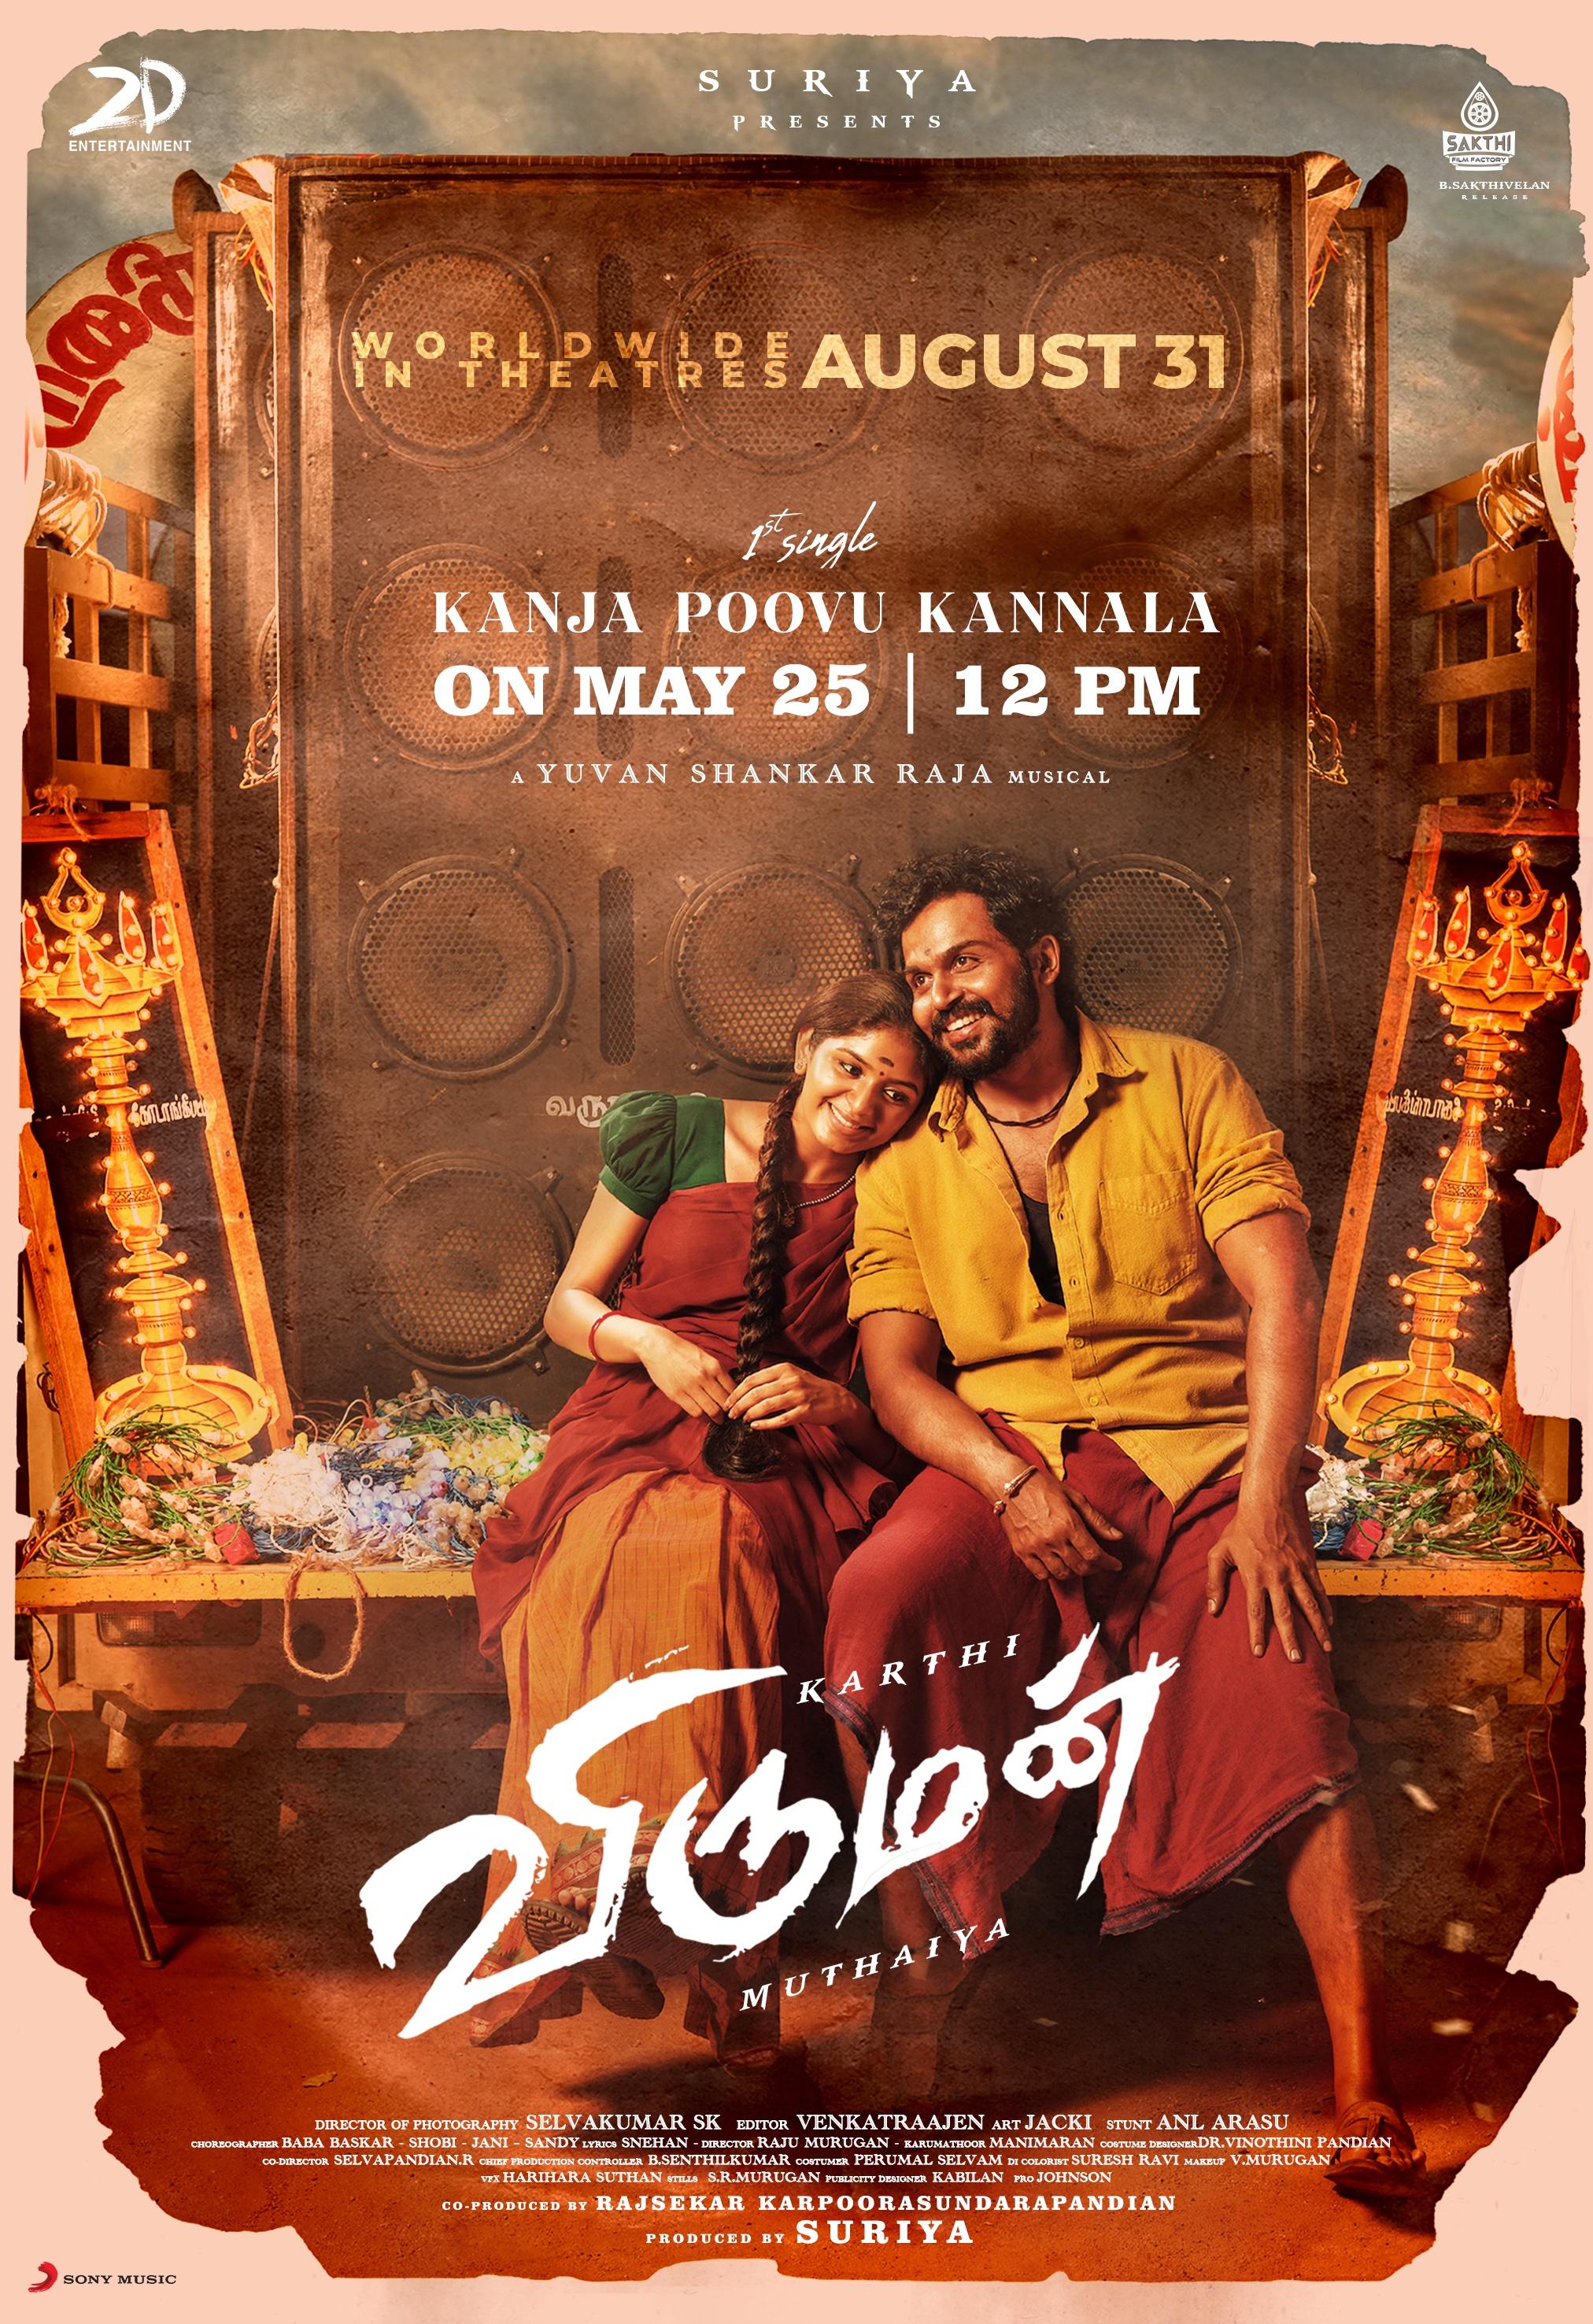 2D
ENTERTAINMENT
SURIYA
PRESENTS
SAKTHI
FILM FACTORY
B.SAKTHIVELAN
RELEASE
WORLDWIDE
IN THEATRES AUGUST 31
1st single
KANJA POOVU KANNALA
ON MAY 25 | 12 PM
A YUVAN SHANKAR RAJA MUSICAL
KARTHI
விருமன்
MUTHAIYA
DIRECTOR OF PHOTOGRAPHY SELVAKUMAR SK EDITOR VENKATRAAJEN ART JACKI STUNT ANL ARASU
CHOREOGRAPHER BABA BASKAR - SHOBI - JANI - SANDY LYRICS SNEHAN - DIRECTOR RAJU MURUGAN - KARUMATHOOR MANIMARAN COSTUME DESIGNER DR.VINOTHINI PANDIAN
CO-DIRECTOR SELVAPANDIAN.R CHIEF PRODUCTION CONTROLLER B.SENTHILKUMAR COSTUMER PERUMAL SELVAM DI COLORIST SURESH RAVI MAKEUP V.MURUGAN
VFX HARIHARA SUTHAN STILLS S.R.MURUGAN PUBLICITY DESIGNER KABILAN PRO JOHNSON
CO-PRODUCED BY RAJSEKAR KARPOORASUNDARAPANDIAN
PRODUCED BY SURIYA
SONY MUSIC